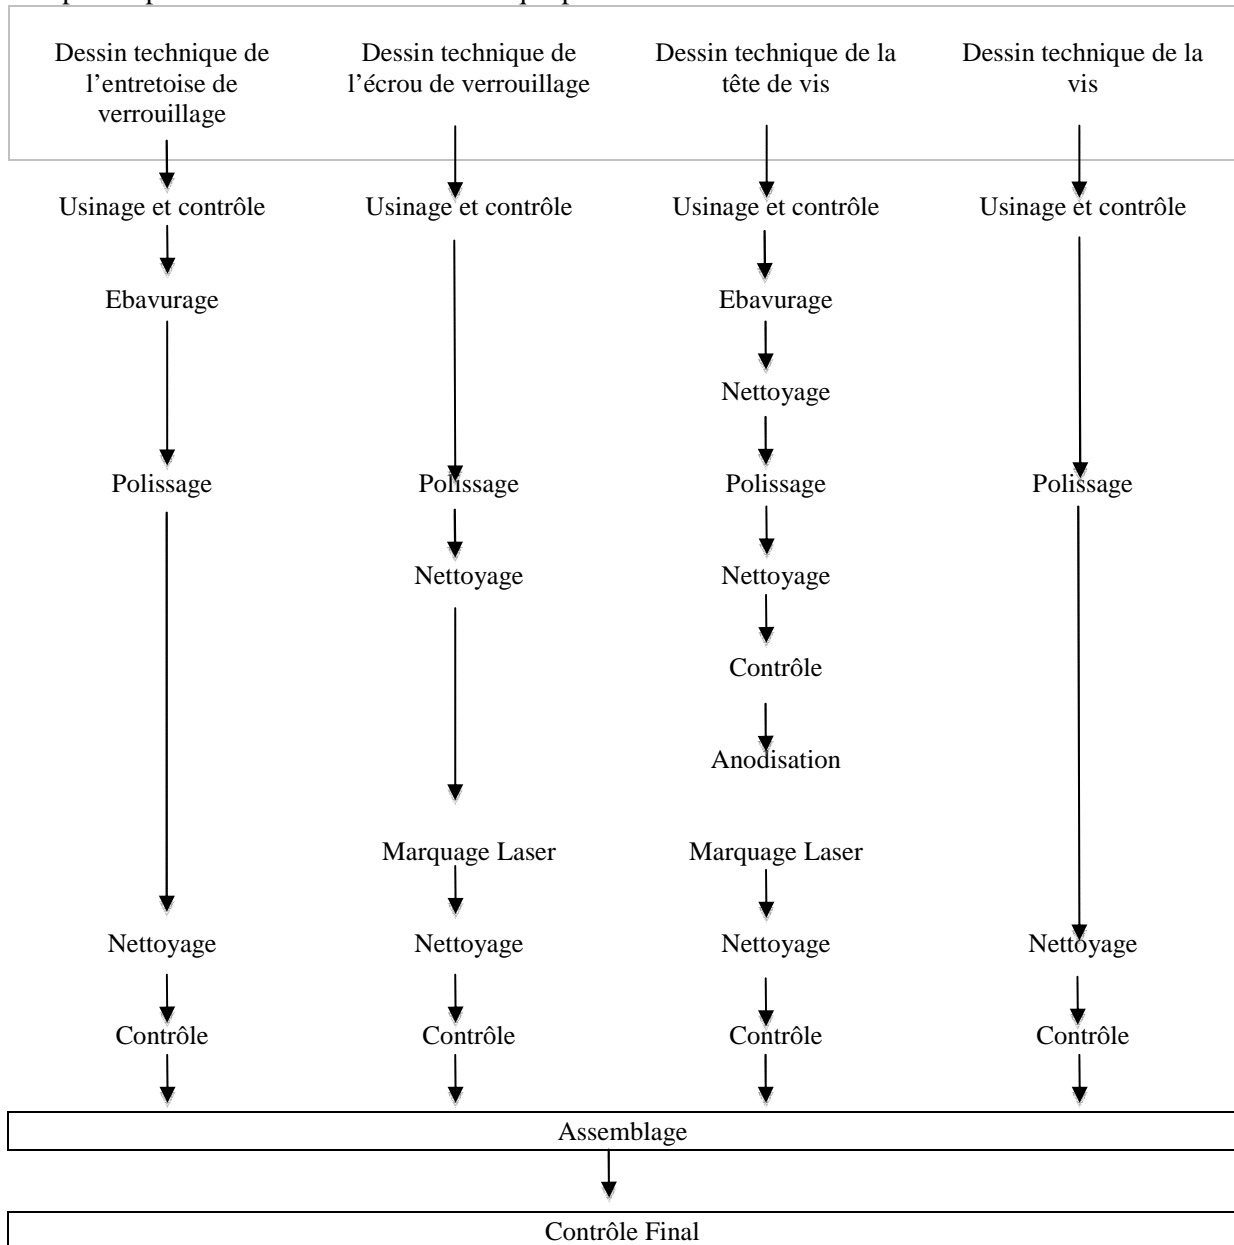 Dessin technique de
l’entretoise de
verrouillage
Dessin technique de
l’écrou de verrouillage
Dessin technique de la
tête de vis
Dessin technique de la
vis
Usinage et contrôle
Usinage et contrôle
Usinage et contrôle
Usinage et contrôle
Ebavurage
Ebavurage
Nettoyage
Polissage
Polissage
Polissage
Polissage
Nettoyage
Nettoyage
Contrôle
Anodisation
Marquage Laser
Marquage Laser
Nettoyage
Nettoyage
Nettoyage
Nettoyage
Contrôle
Contrôle
Contrôle
Contrôle
Assemblage
Contrôle Final